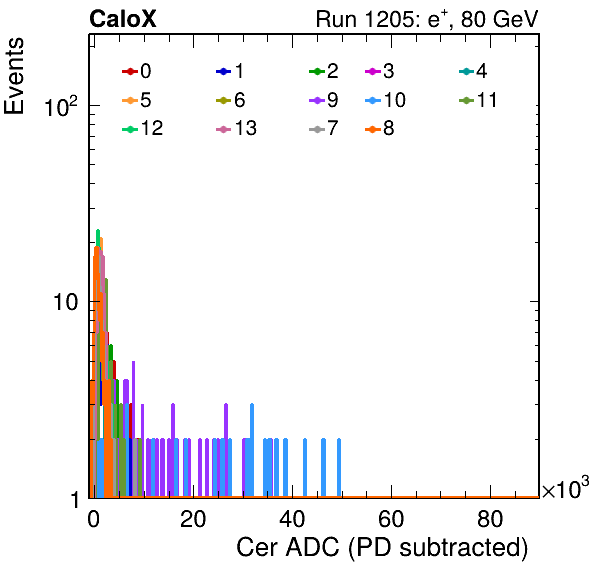 CaloX Run 1205: e⁺, 80 GeV
Events
0 1 2 3 4
5 6 9 10 11
12 13 7 8
10²
10
1
0 20 40 60 80
×10³
Cer ADC (PD subtracted)